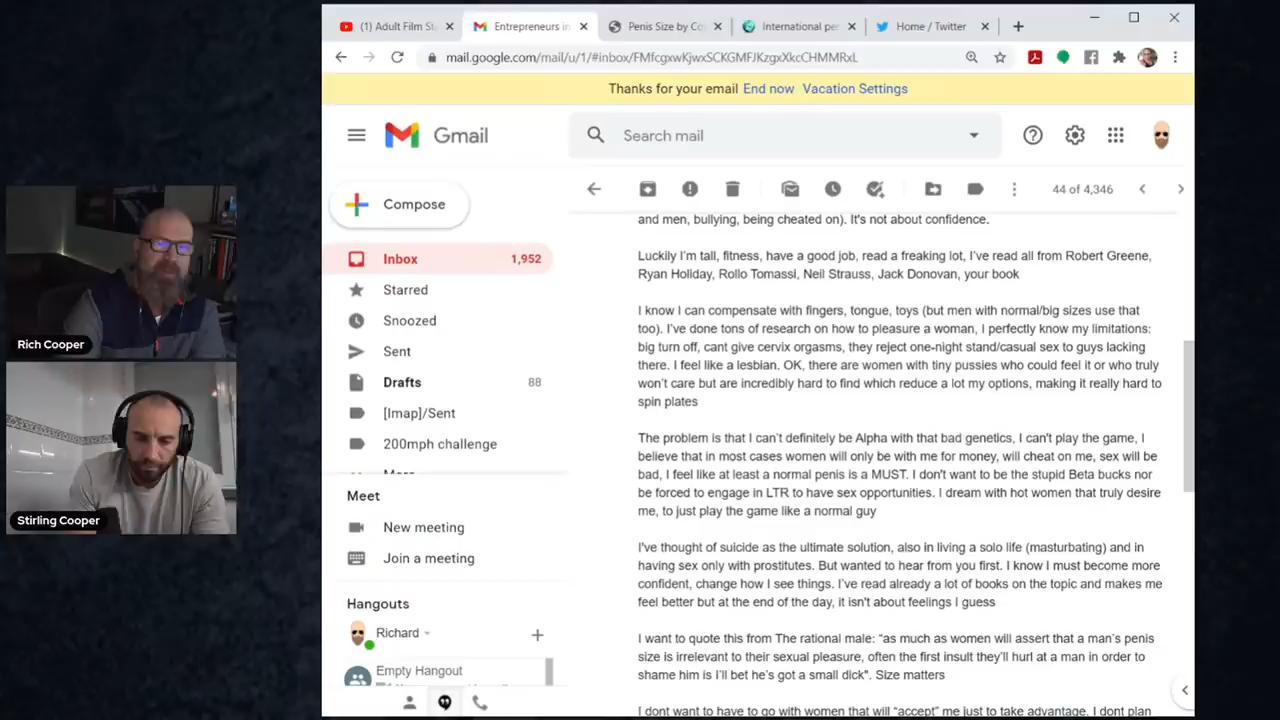 (1) Adult Film St
Entrepreneurs in
Penis Size by Co
International pe
Home / Twitter
mail.google.com/mail/u/1/#inbox/FMfcgxwKjwxSCKGMFJKzgxXkcCHMMRxL
Thanks for your email End now Vacation Settings
Gmail
Search mail
Compose
44 of 4,346
Inbox 1,952
Starred
Snoozed
Sent
Drafts 88
[Imap]/Sent
200mph challenge
More
Meet
New meeting
Join a meeting
Hangouts
Richard
Empty Hangout
and men, bullying, being cheated on). It's not about confidence.
Luckily I'm tall, fitness, have a good job, read a freaking lot, I've read all from Robert Greene,
Ryan Holiday, Rollo Tomassi, Neil Strauss, Jack Donovan, your book
I know I can compensate with fingers, tongue, toys (but men with normal/big sizes use that
too). I've done tons of research on how to pleasure a woman, I perfectly know my limitations:
big turn off, cant give cervix orgasms, they reject one-night stand/casual sex to guys lacking
there. I feel like a lesbian. OK, there are women with tiny pussies who could feel it or who truly
won't care but are incredibly hard to find which reduce a lot my options, making it really hard to
spin plates
The problem is that I can't definitely be Alpha with that bad genetics, I can't play the game, I
believe that in most cases women will only be with me for money, will cheat on me, sex will be
bad, I feel like at least a normal penis is a MUST. I don't want to be the stupid Beta bucks nor
be forced to engage in LTR to have sex opportunities. I dream with hot women that truly desire
me, to just play the game like a normal guy
I've thought of suicide as the ultimate solution, also in living a solo life (masturbating) and in
having sex only with prostitutes. But wanted to hear from you first. I know I must become more
confident, change how I see things. I've read already a lot of books on the topic and makes me
feel better but at the end of the day, it isn't about feelings I guess
I want to quote this from The rational male: “as much as women will assert that a man's penis
size is irrelevant to their sexual pleasure, often the first insult they'll hurl at a man in order to
shame him is I'll bet he's got a small dick". Size matters
I dont want to have to go with women that will “accept” me just to take advantage. I dont plan
Rich Cooper
Stirling Cooper